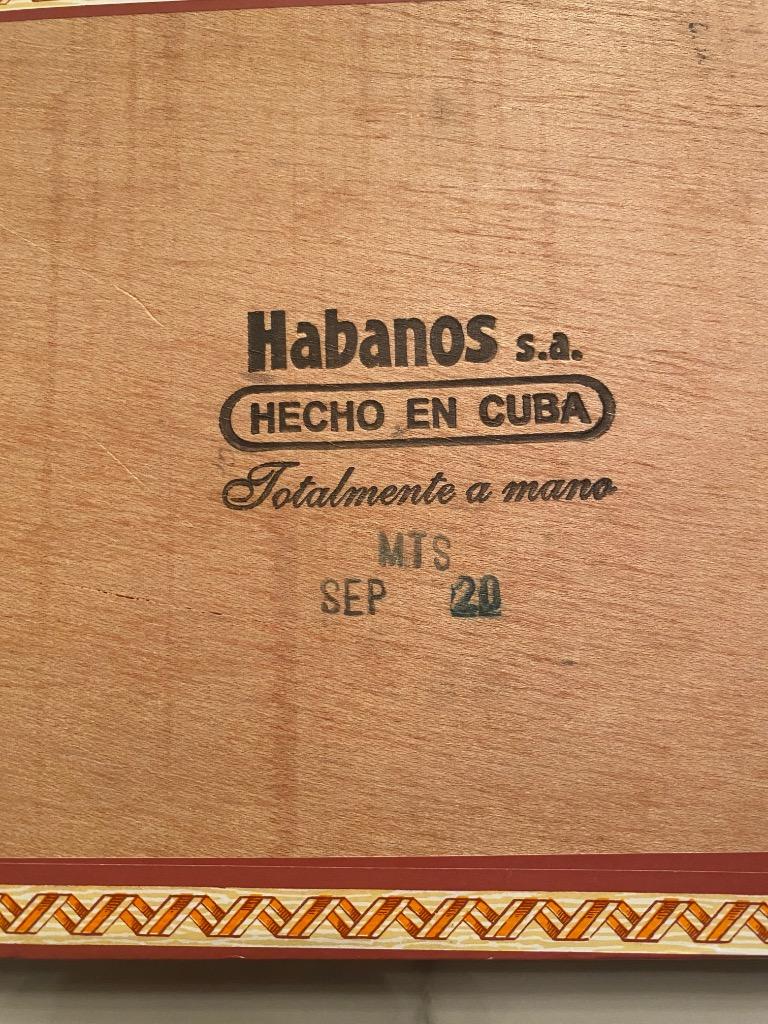 Habanos s.a.
HECHO EN CUBA
Totalmente a mano
MTS
SEP 20